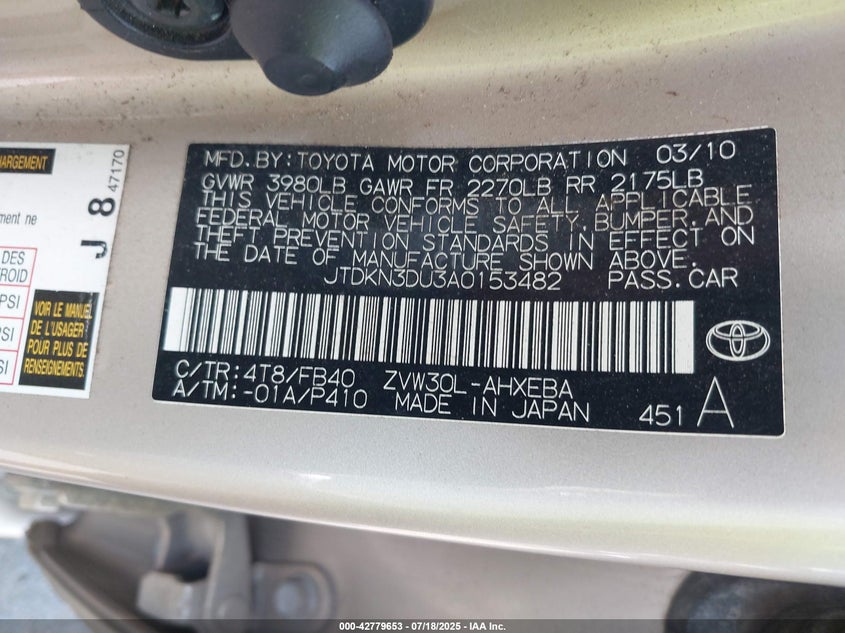 HARGEMENT
ment ne
DES
ROID
PSI
PSI
VOIR LE MANUEL
DE L'USAGER
POUR PLUS DE
RENSEIGNEMENTS
J 8 47170
MFD.BY:TOYOTA MOTOR CORPORATION 03/10
GVWR 3980LB GAWR FR 2270LB RR 2175LB
THIS VEHICLE CONFORMS TO ALL APPLICABLE
FEDERAL MOTOR VEHICLE SAFETY,BUMPER,AND
THEFT PREVENTION STANDARDS IN EFFECT ON
THE DATE OF MANUFACTURE SHOWN ABOVE.
JTDKN3DU3A0153482 PASS.CAR
C/TR:4T8/FB40 ZVW30L-AHXEBA
A/TM:-01A/P410 MADE IN JAPAN 451 A
000-42779653 - 07/18/2025 - IAA Inc.